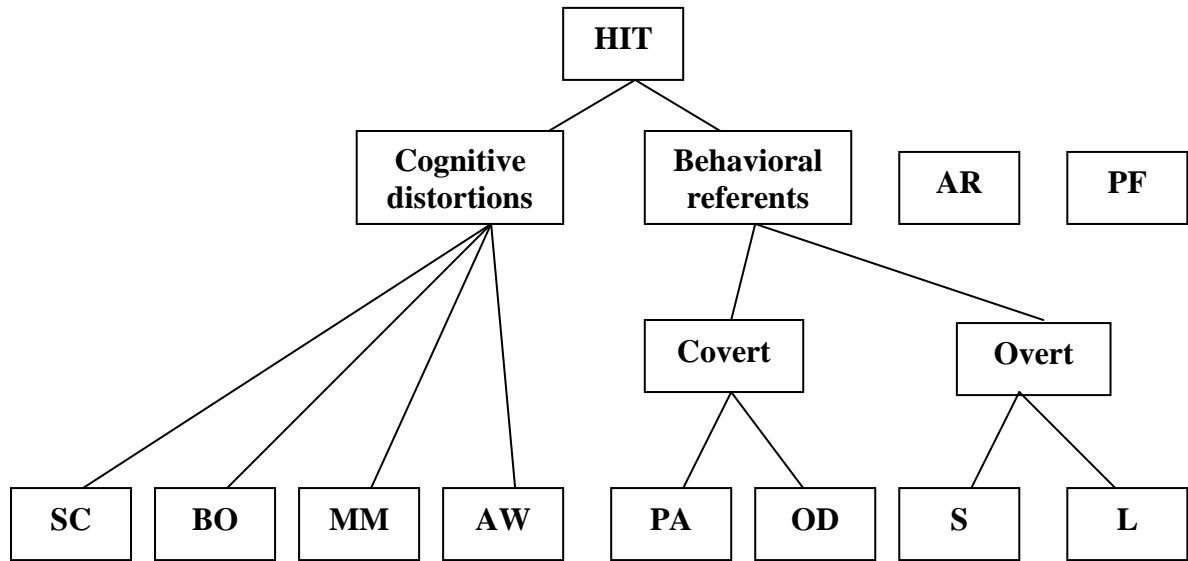 HIT
Cognitive
distortions
Behavioral
referents
AR
PF
Covert
Overt
SC
BO
MM
AW
PA
OD
S
L